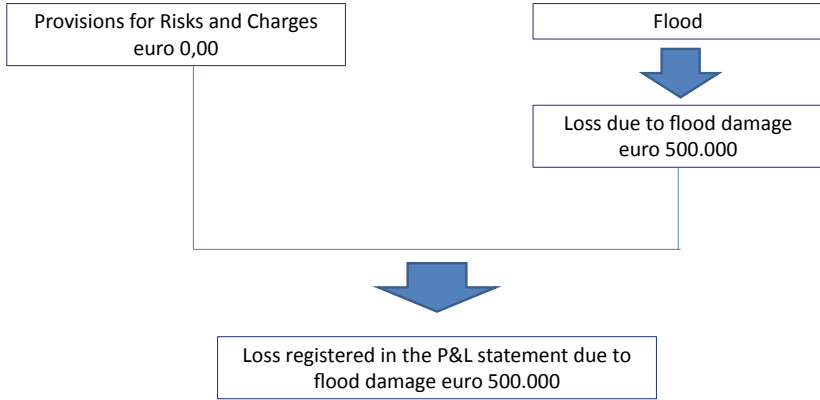 Provisions for Risks and Charges
euro 0,00
Flood
Loss due to flood damage
euro 500.000
Loss registered in the P&L statement due to
flood damage euro 500.000